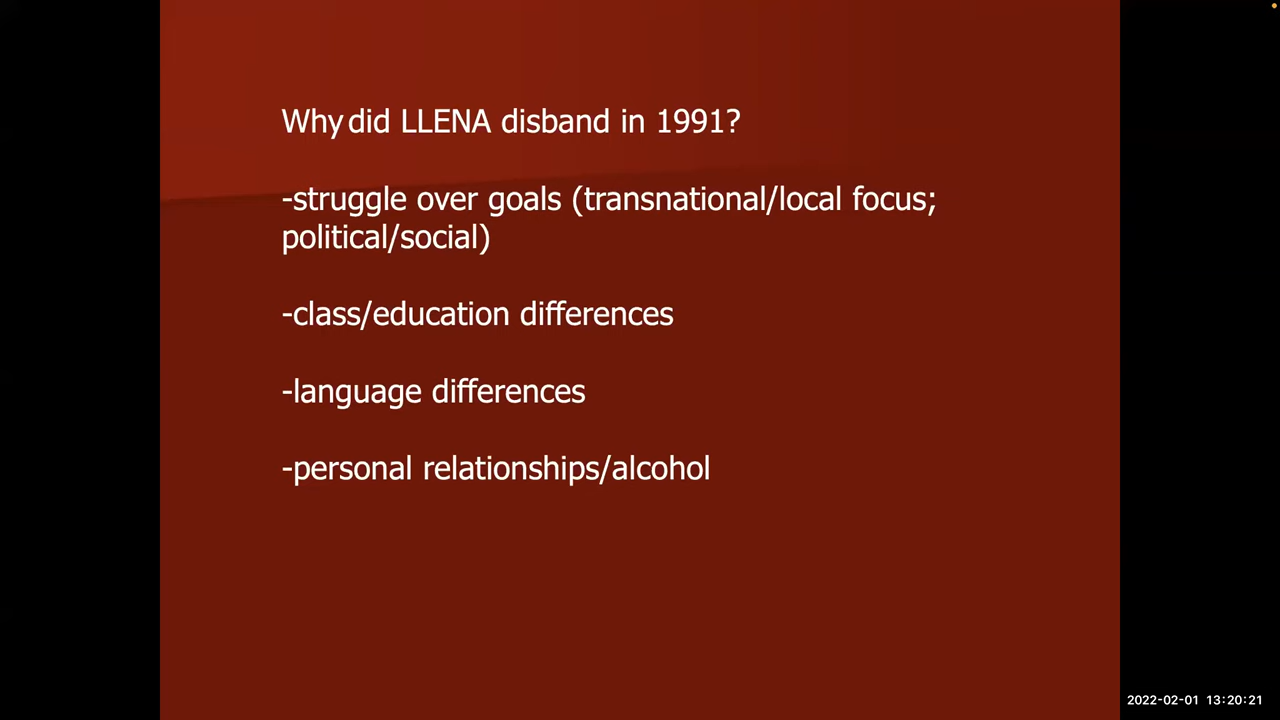 Why did LLENA disband in 1991?
-struggle over goals (transnational/local focus;
political/social)
-class/education differences
-language differences
-personal relationships/alcohol
2022-02-01 13:20:21